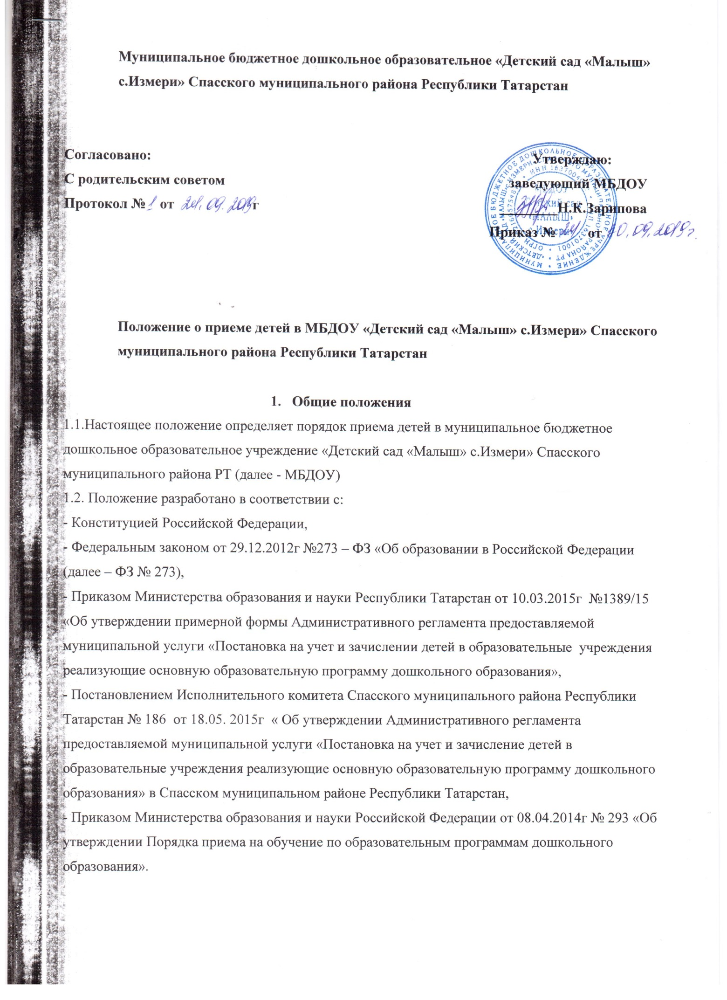 Муниципальное бюджетное дошкольное образовательное «Детский сад «Малыш»
с.Измери» Спасского муниципального района Республики Татарстан
Согласовано:
С родительским советом
Протокол № 1 от .09.2019г
Утверждаю:
заведующий МБДОУ
Н.К.Зарипова
Приказ № от .09.2019г.
МУНИЦИПАЛЬНОЕ БЮДЖЕТНОЕ ДОШКОЛЬНОЕ ОБРАЗОВАТЕЛЬНОЕ УЧРЕЖДЕНИЕ
МБДОУ
Детский сад
«МАЛЫШ»
с. Измери
Положение о приеме детей в МБДОУ «Детский сад «Малыш» с.Измери» Спасского
муниципального района Республики Татарстан
1. Общие положения
1.1.Настоящее положение определяет порядок приема детей в муниципальное бюджетное
дошкольное образовательное учреждение «Детский сад «Малыш» с.Измери» Спасского
муниципального района РТ (далее - МБДОУ)
1.2. Положение разработано в соответствии с:
- Конституцией Российской Федерации,
- Федеральным законом от 29.12.2012г №273 – ФЗ «Об образовании в Российской Федерации
(далее – ФЗ № 273),
- Приказом Министерства образования и науки Республики Татарстан от 10.03.2015г №1389/15
«Об утверждении примерной формы Административного регламента предоставляемой
муниципальной услуги «Постановка на учет и зачислении детей в образовательные учреждения
реализующие основную образовательную программу дошкольного образования»,
- Постановлением Исполнительного комитета Спасского муниципального района Республики
Татарстан № 186 от 18.05. 2015г « Об утверждении Административного регламента
предоставляемой муниципальной услуги «Постановка на учет и зачисление детей в
образовательные учреждения реализующие основную образовательную программу дошкольного
образования» в Спасском муниципальном районе Республики Татарстан,
- Приказом Министерства образования и науки Российской Федерации от 08.04.2014г № 293 «Об
утверждении Порядка приема на обучение по образовательным программам дошкольного
образования».